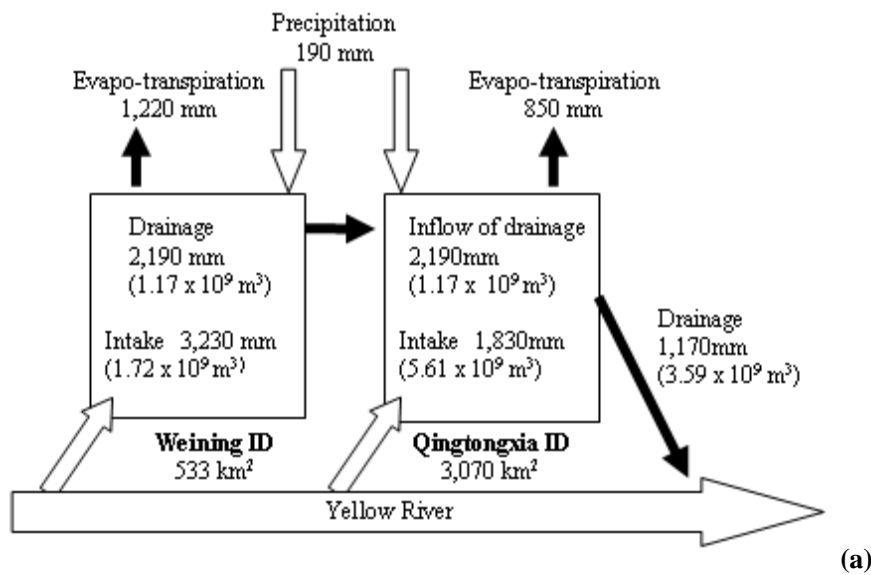 Precipitation
190 mm
Evapo-transpiration
1,220 mm
Evapo-transpiration
850 mm
Drainage
2,190 mm
(1.17 x 10⁹ m³)
Intake 3,230 mm
(1.72 x 10⁹ m³⁾
Inflow of drainage
2,190mm
(1.17 x 10⁹ m³)
Intake 1,830mm
(5.61 x 10⁹ m³)
Drainage
1,170mm
(3.59 x 10⁹ m³)
Weining ID
533 km²
Qingtongxia ID
3,070 km²
Yellow River
(a)